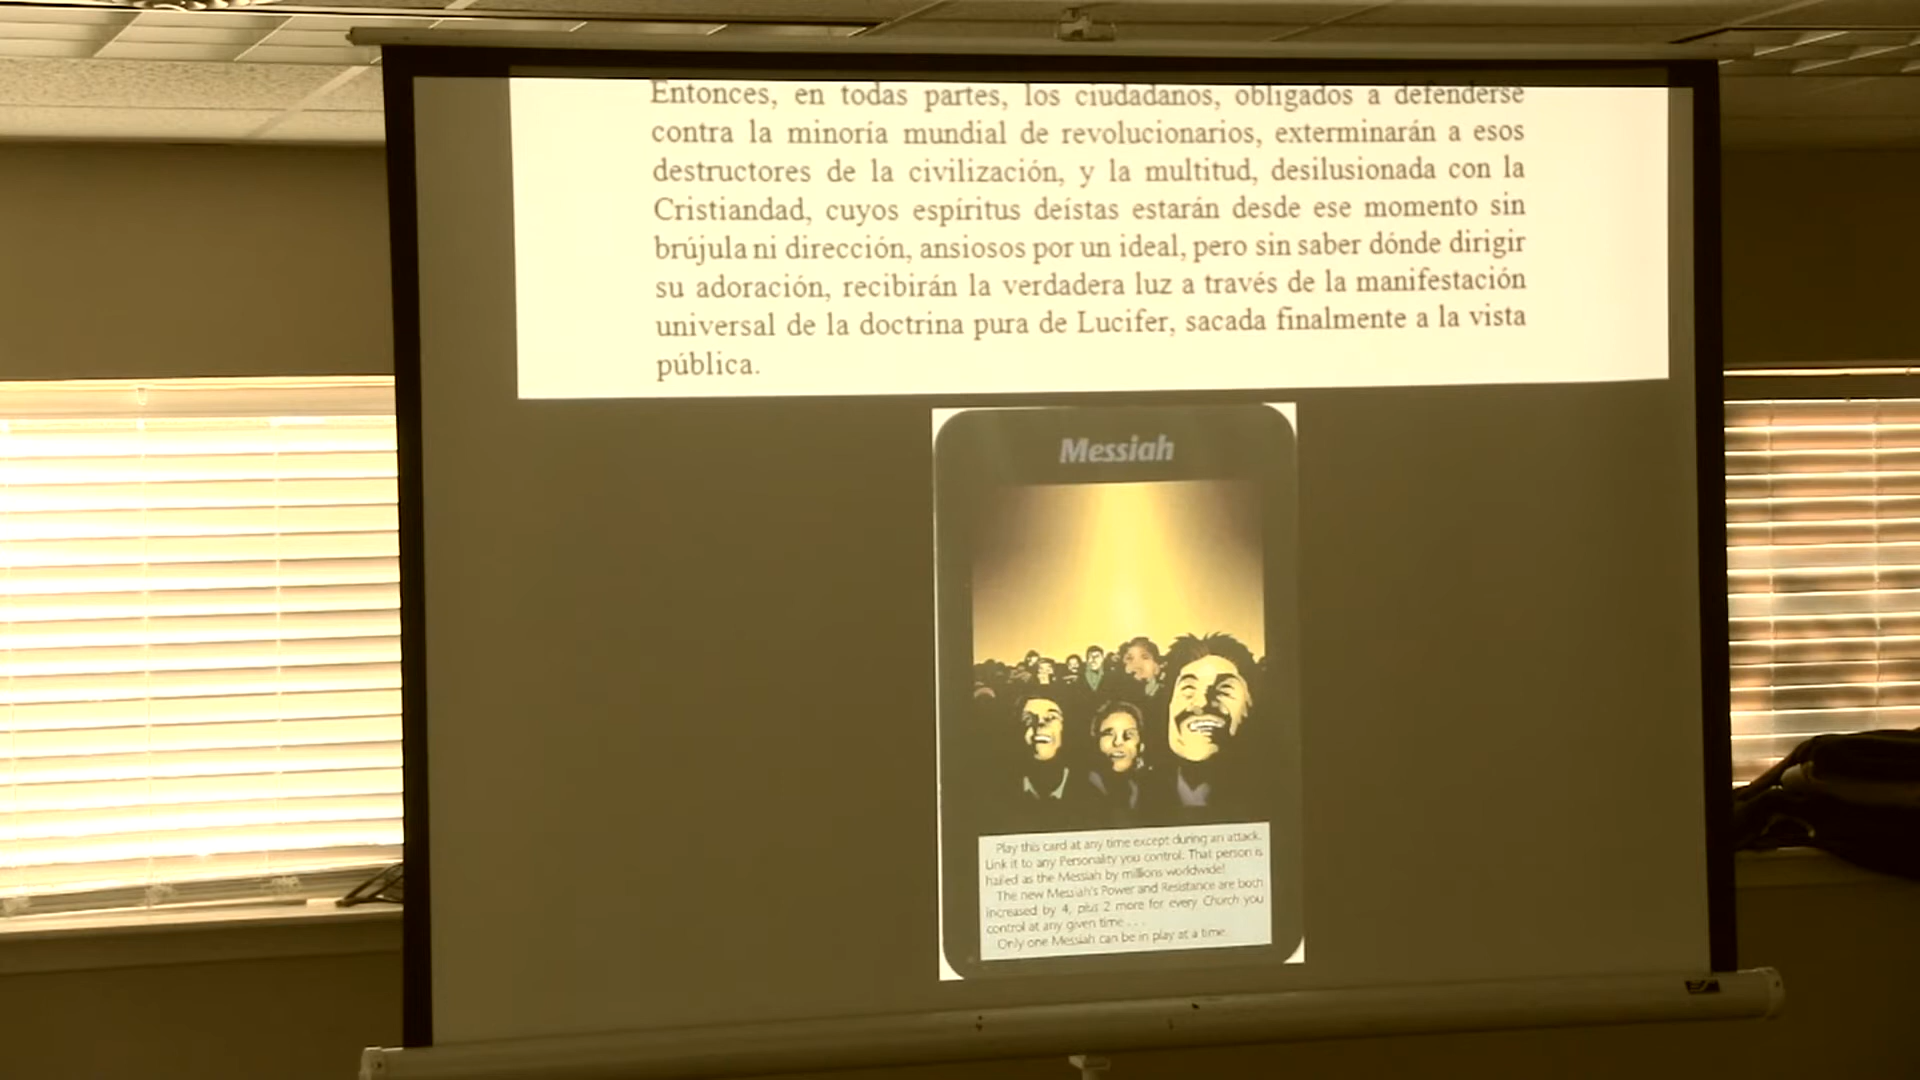 Entonces, en todas partes, los ciudadanos, obligados a defenderse
contra la minoría mundial de revolucionarios, exterminarán a esos
destructores de la civilización, y la multitud, desilusionada con la
Cristiandad, cuyos espíritus deístas estarán desde ese momento sin
brújula ni dirección, ansiosos por un ideal, pero sin saber dónde dirigir
su adoración, recibirán la verdadera luz a través de la manifestación
universal de la doctrina pura de Lucifer, sacada finalmente a la vista
pública.
Messiah
Play this card at any time except during an attack.
Link it to any Personality you control. That person is
hailed as the Messiah by millions worldwide!
The new Messiah's Power and Resistance are both
increased by 4, plus 2 more for every Church you
control at any given time . . .
Only one Messiah can be in play at a time.